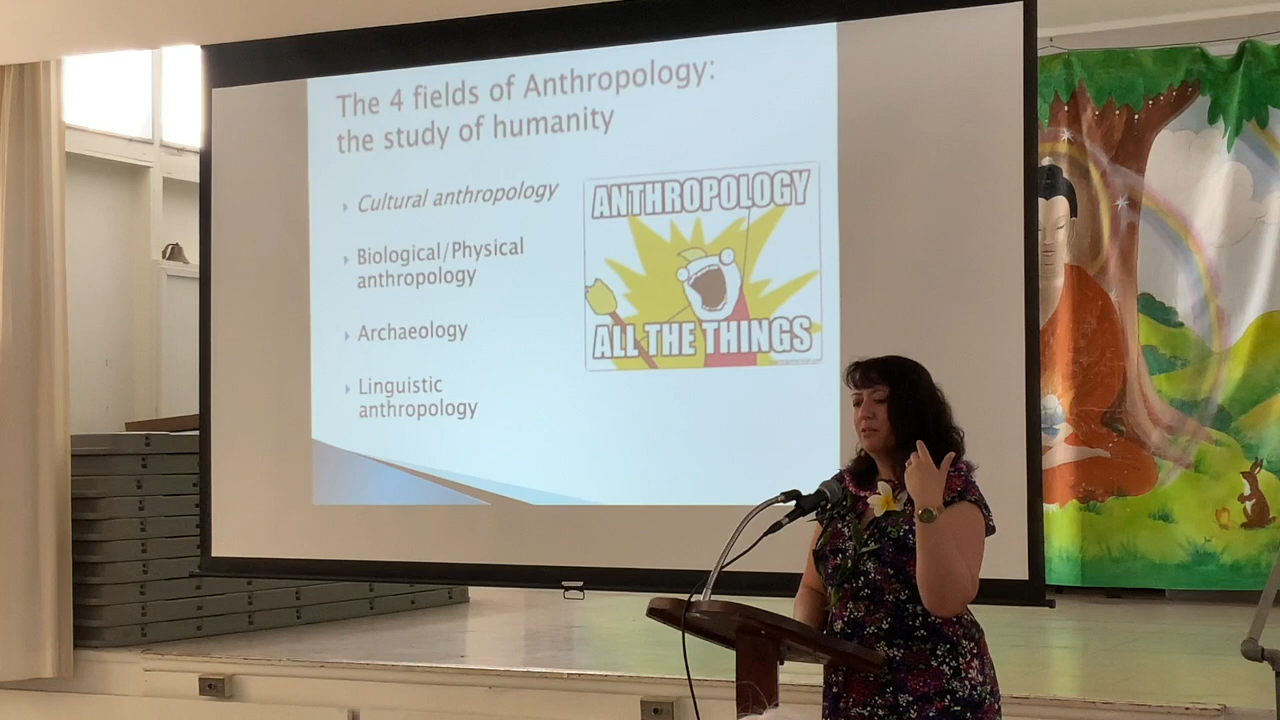 The 4 fields of Anthropology:
the study of humanity
Cultural anthropology
Biological/Physical
anthropology
Archaeology
Linguistic
anthropology
ANTHROPOLOGY
ALL THE THINGS